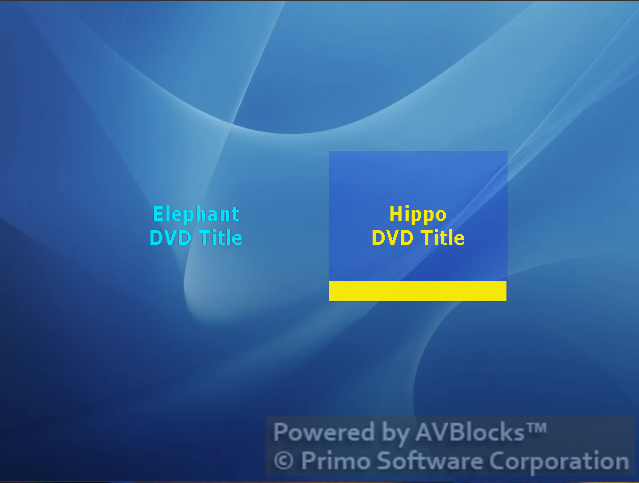 Elephant
DVD Title
Hippo
DVD Title
Powered by AVBlocks™
© Primo Software Corporation